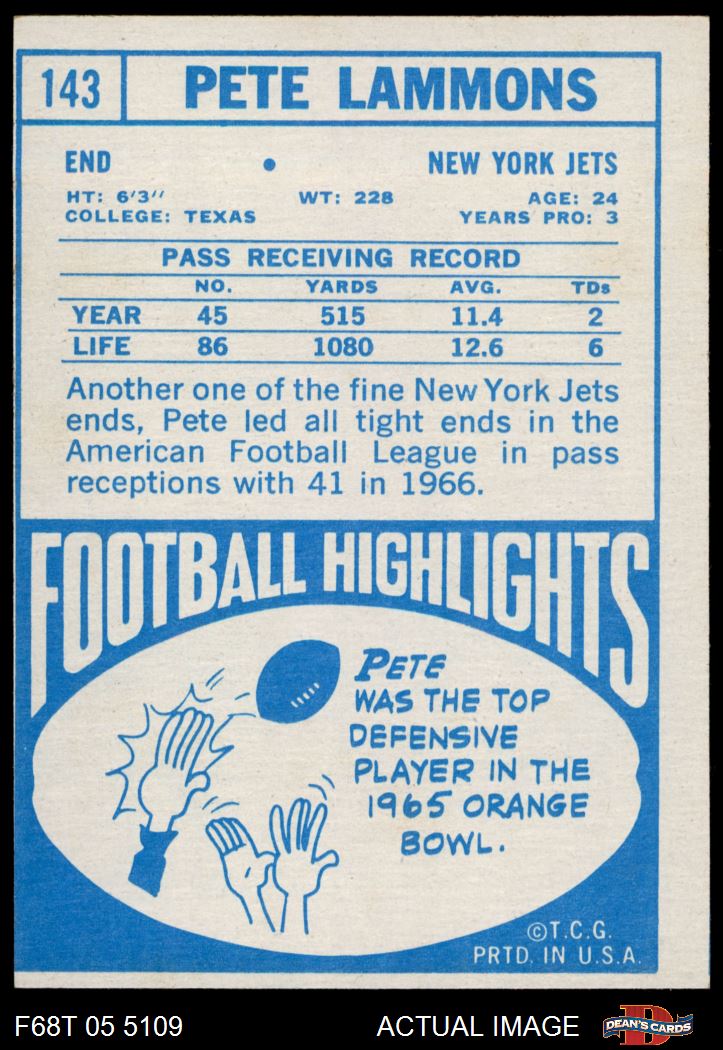 143 PETE LAMMONS
END • NEW YORK JETS
HT: 6'3'' WT: 228 AGE: 24
COLLEGE: TEXAS YEARS PRO: 3
PASS RECEIVING RECORD
NO. YARDS AVG. TDs
YEAR 45 515 11.4 2
LIFE 86 1080 12.6 6
Another one of the fine New York Jets
ends, Pete led all tight ends in the
American Football League in pass
receptions with 41 in 1966.
FOOTBALL HIGHLIGHTS
PETE
WAS THE TOP
DEFENSIVE
PLAYER IN THE
1965 ORANGE
BOWL.
©T.C.G.
PRTD. IN U.S.A.
F68T 05 5109 ACTUAL IMAGE D DEAN'S CARDS